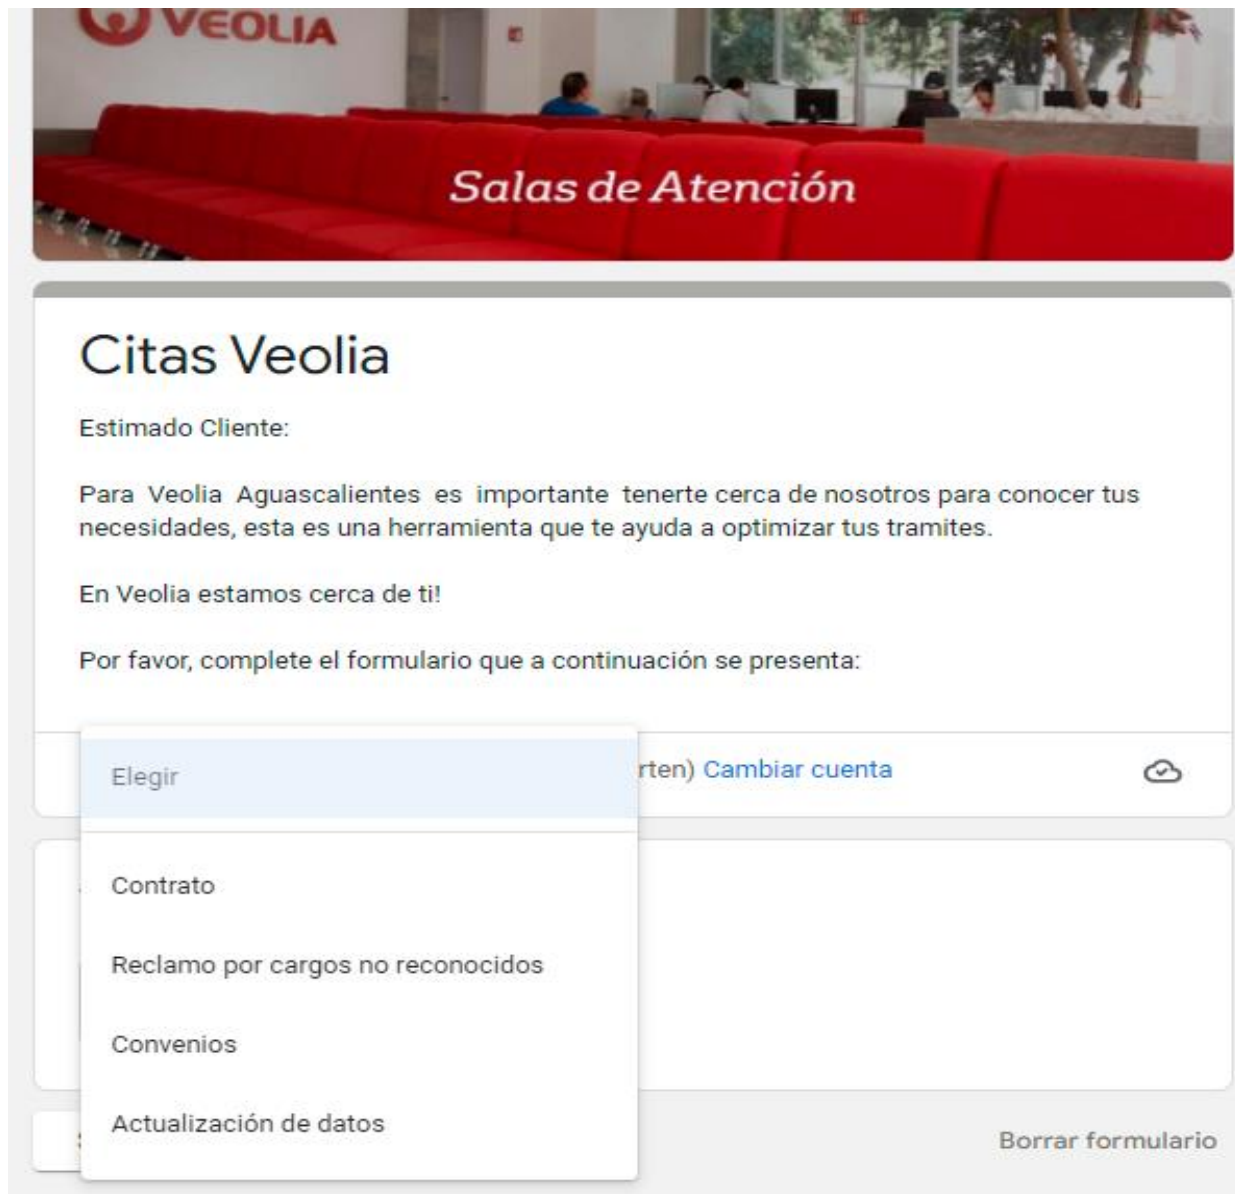 VEOLIA
Salas de Atención
Citas Veolia
Estimado Cliente:
Para Veolia Aguascalientes es importante tenerte cerca de nosotros para conocer tus
necesidades, esta es una herramienta que te ayuda a optimizar tus tramites.
En Veolia estamos cerca de ti!
Por favor, complete el formulario que a continuación se presenta:
Elegir
rten) Cambiar cuenta
Contrato
Reclamo por cargos no reconocidos
Convenios
Actualización de datos
Borrar formulario